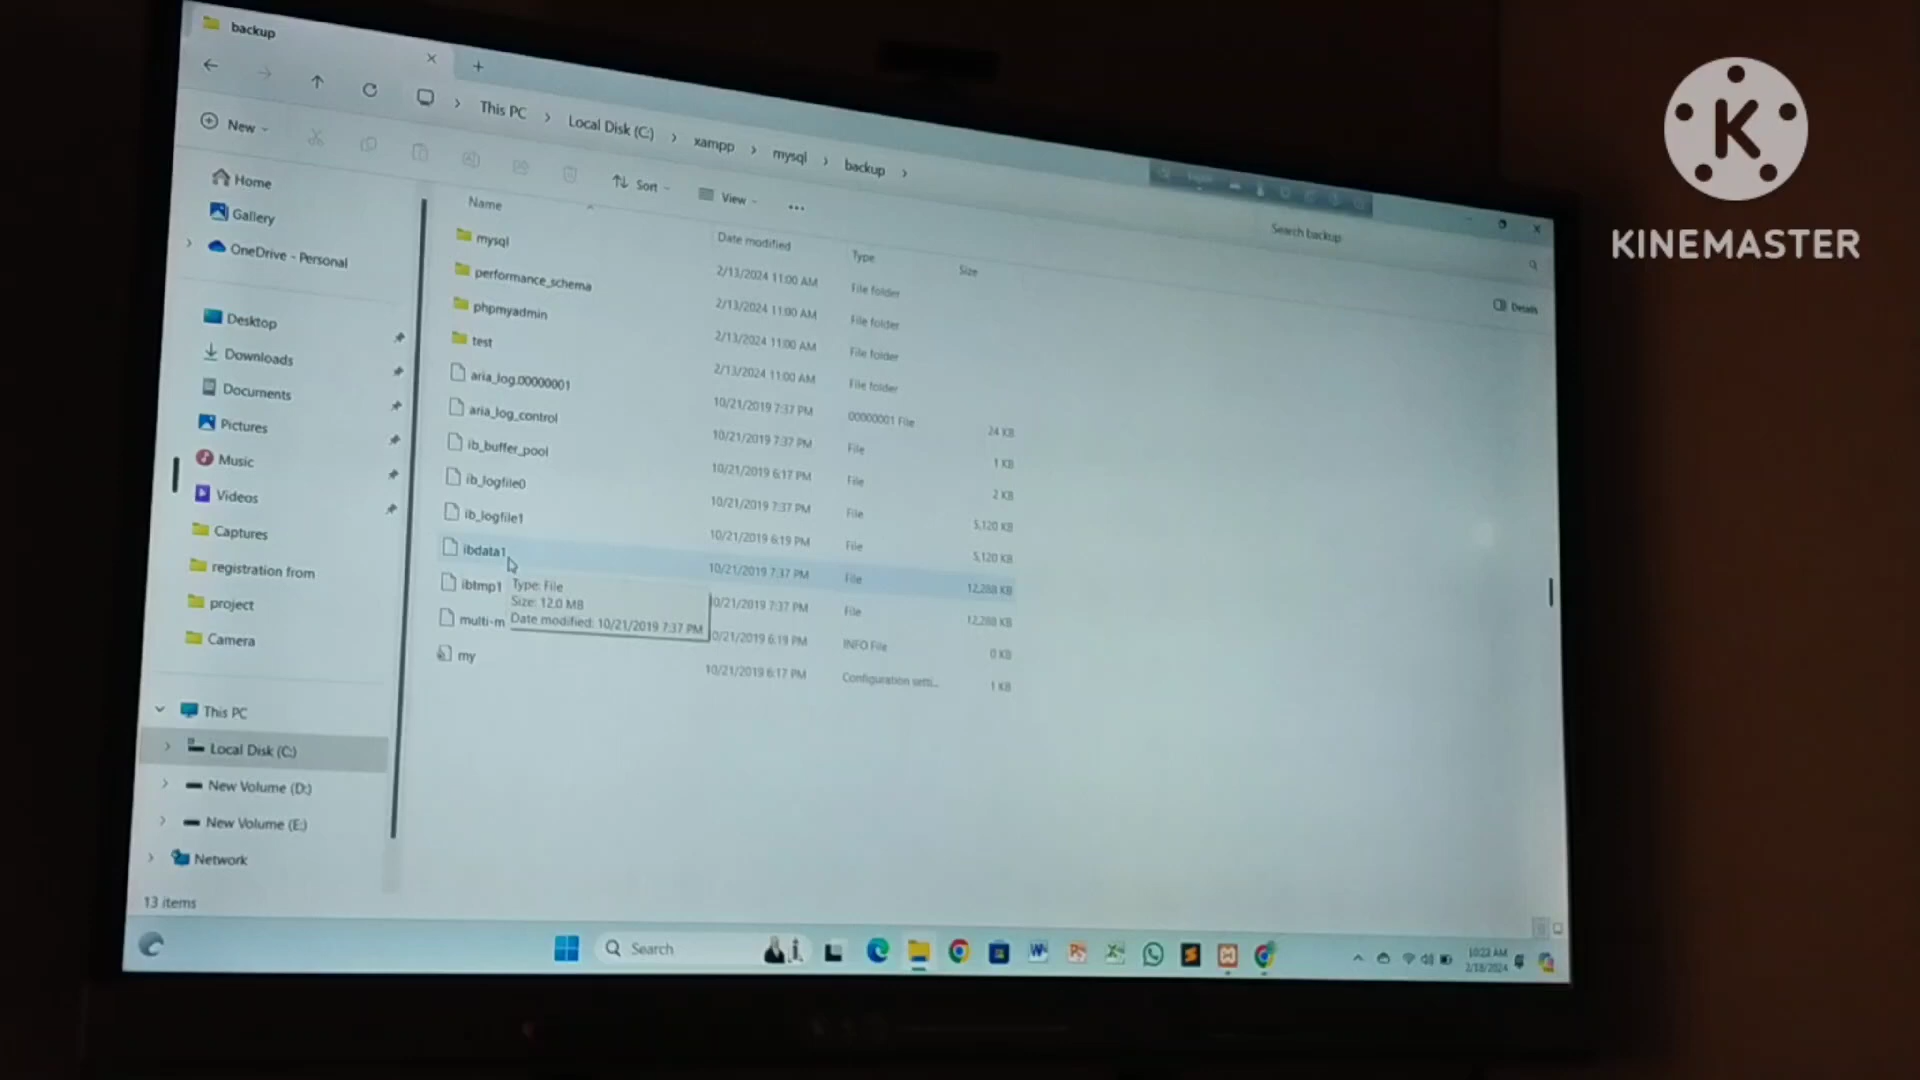 backup
This PC > Local Disk (C:) > xampp > mysql > backup >
New
Sort
View
...
Search backup
Details
Home
Gallery
OneDrive - Personal
Desktop
Downloads
Documents
Pictures
Music
Videos
Captures
registration from
project
Camera
This PC
Local Disk (C:)
New Volume (D:)
New Volume (E:)
Network
13 items
Name Date modified Type Size
mysql 2/13/2024 11:00 AM File folder
performance_schema 2/13/2024 11:00 AM File folder
phpmyadmin 2/13/2024 11:00 AM File folder
test 2/13/2024 11:00 AM File folder
aria_log.00000001 10/21/2019 7:37 PM 00000001 File 24 KB
aria_log_control 10/21/2019 7:37 PM File 1 KB
ib_buffer_pool 10/21/2019 6:17 PM File 2 KB
ib_logfile0 10/21/2019 7:37 PM File 5,120 KB
ib_logfile1 10/21/2019 6:19 PM File 5,120 KB
ibdata1 10/21/2019 7:37 PM File 12,288 KB
ibtmp1 10/21/2019 7:37 PM File 12,288 KB
multi-m 10/21/2019 6:19 PM INFO File 0 KB
my 10/21/2019 6:17 PM Configuration setti... 1 KB
Type: File
Size: 12.0 MB
Date modified: 10/21/2019 7:37 PM
Search
10:22 AM
2/18/2024
K
KINEMASTER